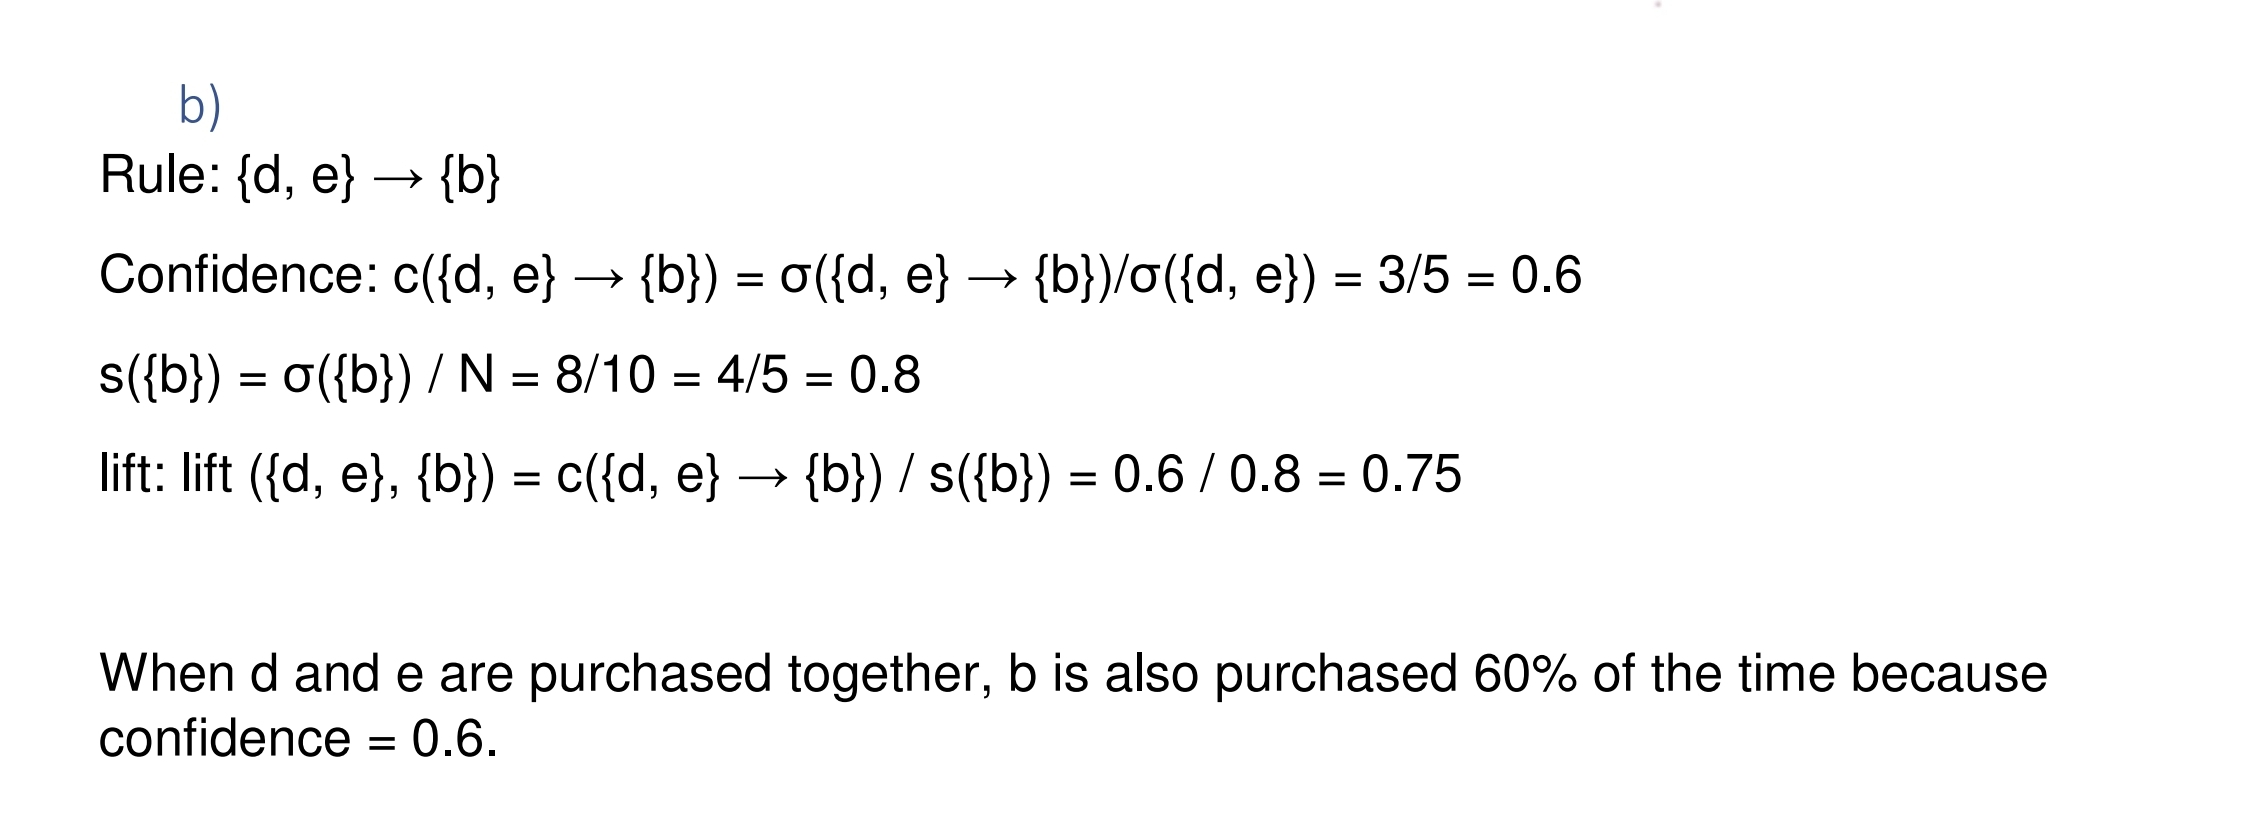 b)
Rule: {d, e} → {b}
Confidence: c({d, e} → {b}) = σ({d, e} → {b})/σ({d, e}) = 3/5 = 0.6
s({b}) = σ({b}) / N = 8/10 = 4/5 = 0.8
lift: lift ({d, e}, {b}) = c({d, e} → {b}) / s({b}) = 0.6 / 0.8 = 0.75
When d and e are purchased together, b is also purchased 60% of the time because
confidence = 0.6.